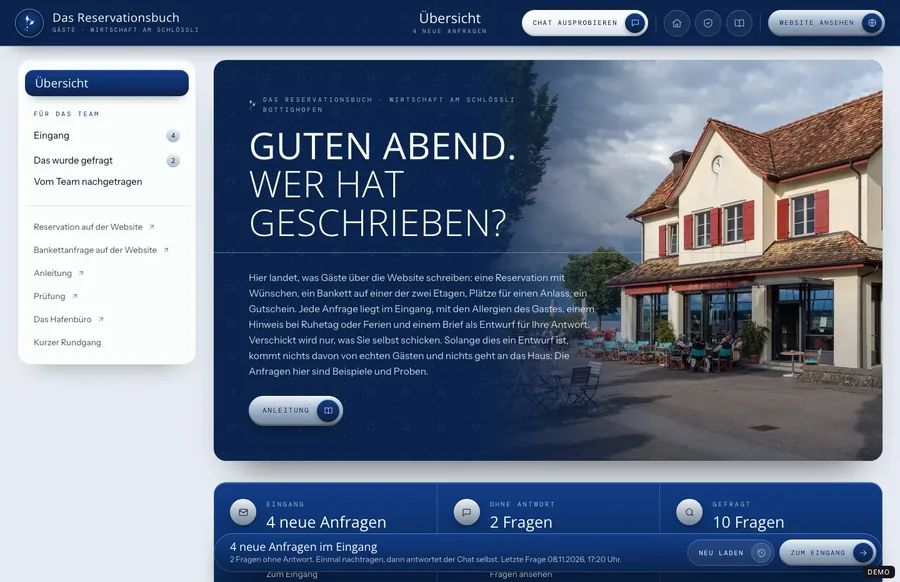 Das Reservationsbuch
GÄSTE · WIRTSCHAFT AM SCHLÖSSLI
Übersicht
4 NEUE ANFRAGEN
CHAT AUSPROBIEREN
WEBSITE ANSEHEN
Übersicht
FÜR DAS TEAM
Eingang 4
Das wurde gefragt 2
Vom Team nachgetragen
Reservation auf der Website ↗
Bankettanfrage auf der Website ↗
Anleitung ↗
Prüfung ↗
Das Hafenbüro ↗
Kurzer Rundgang
DAS RESERVATIONSBUCH · WIRTSCHAFT AM SCHLÖSSLI
BOTTIGHOFEN
GUTEN ABEND.
WER HAT
GESCHRIEBEN?
Hier landet, was Gäste über die Website schreiben: eine Reservation mit
Wünschen, ein Bankett auf einer der zwei Etagen, Plätze für einen Anlass, ein
Gutschein. Jede Anfrage liegt im Eingang, mit den Allergien des Gastes, einem
Hinweis bei Ruhetag oder Ferien und einem Brief als Entwurf für Ihre Antwort.
Verschickt wird nur, was Sie selbst schicken. Solange dies ein Entwurf ist,
kommt nichts davon von echten Gästen und nichts geht an das Haus: Die
Anfragen hier sind Beispiele und Proben.
ANLEITUNG
EINGANG
4 neue Anfragen
OHNE ANTWORT
2 Fragen
GEFRAGT
10 Fragen
4 neue Anfragen im Eingang
2 Fragen ohne Antwort. Einmal nachtragen, dann antwortet der Chat selbst. Letzte Frage 08.11.2026, 17:20 Uhr.
NEU LADEN
ZUM EINGANG
Zum Eingang
Fragen ansehen
DEMO